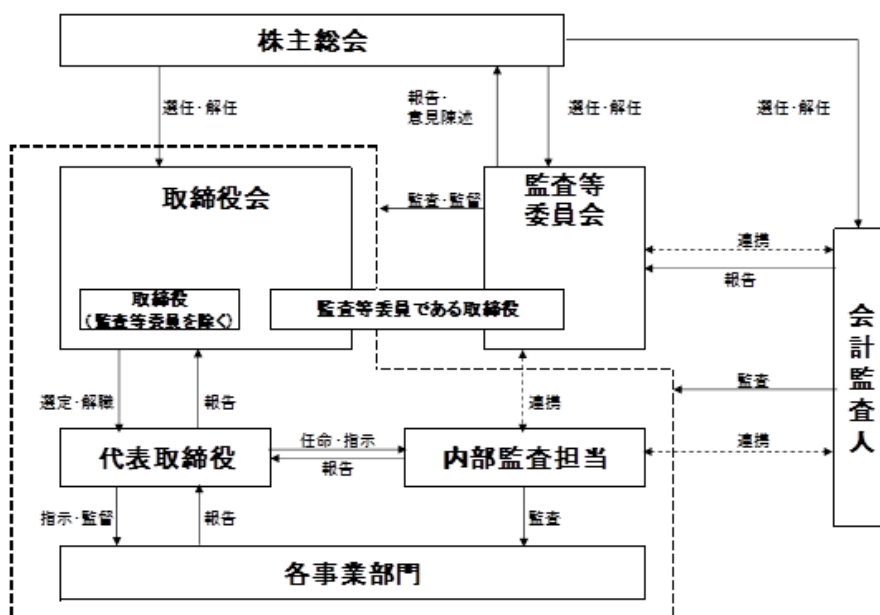 株主総会
選任・解任
報告・
意見陳述
選任・解任
選任・解任
取締役会
監査・監督
監査等
委員会
連携
報告
取締役
(監査等委員を除く)
監査等委員である取締役
会計監査人
監査
選定・解職
報告
連携
代表取締役
任命・指示
報告
内部監査担当
連携
指示・監督
報告
監査
各事業部門